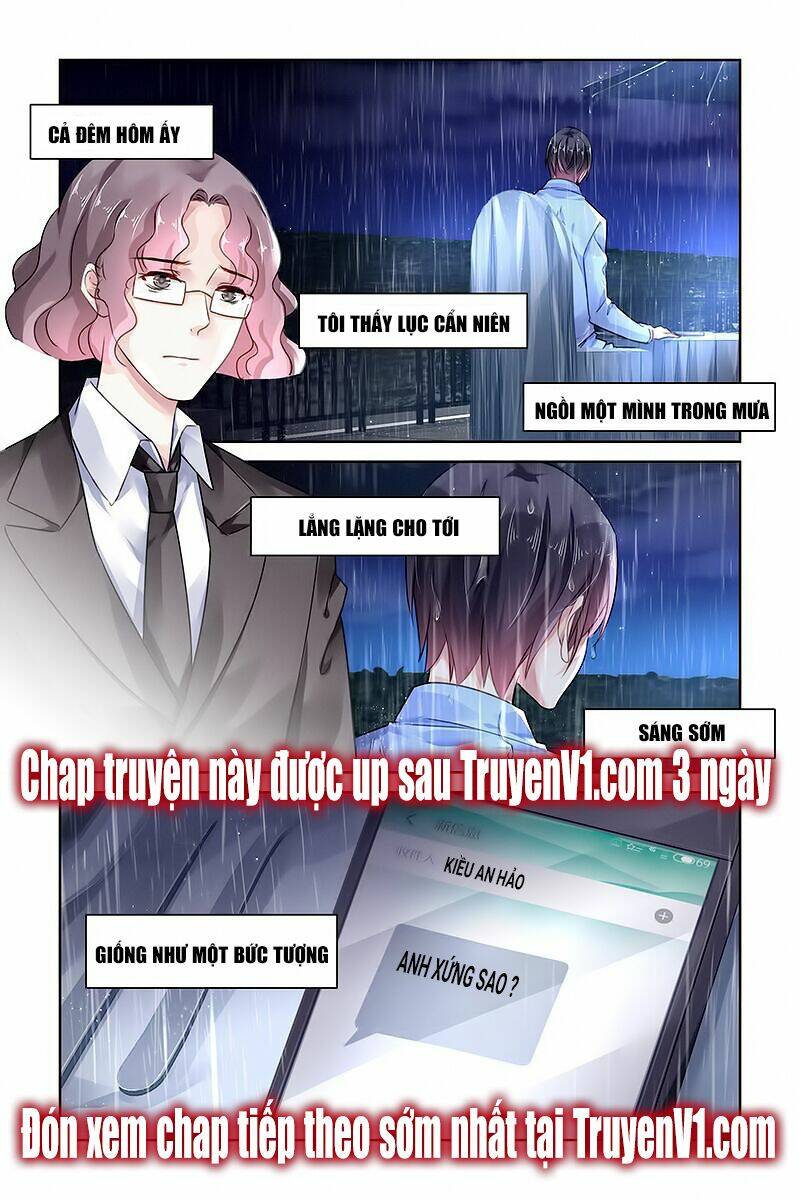 CẢ ĐÊM HÔM ẤY
TÔI THẤY LỤC CẨN NIÊN
NGỒI MỘT MÌNH TRONG MƯA
LẲNG LẶNG CHO TỚI
SÁNG SỚM
Chap truyện này được up sau TruyenV1.com 3 ngày
69
KIỀU AN HẢO
GIỐNG NHƯ MỘT BỨC TƯỢNG
ANH XỨNG SAO ?
Đón xem chap tiếp theo sớm nhất tại TruyenV1.com